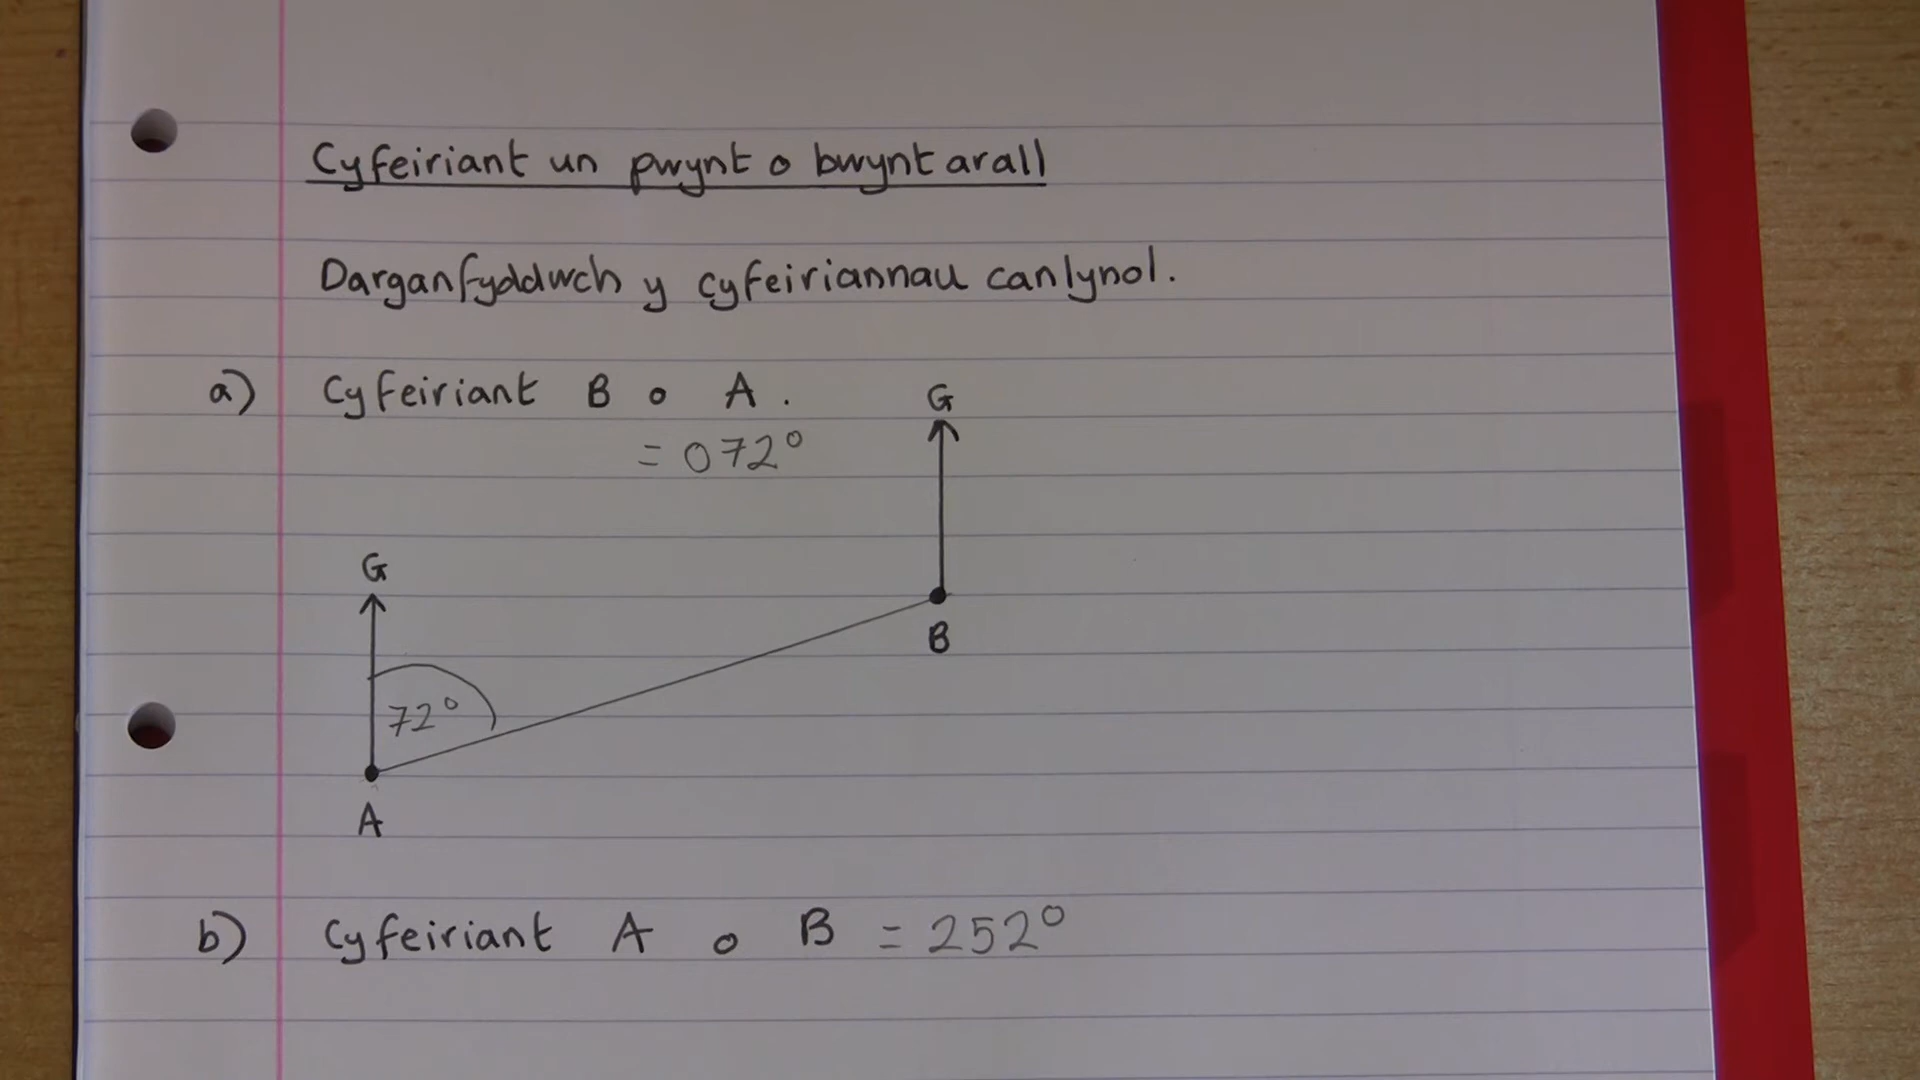 Cyfeiriant un pwynt o bwynt arall
Darganfyddwch y cyfeiriannau canlynol.
a) Cyfeiriant B o A.
= 072°
G
G
B
72°
A
b) Cyfeiriant A o B = 252°